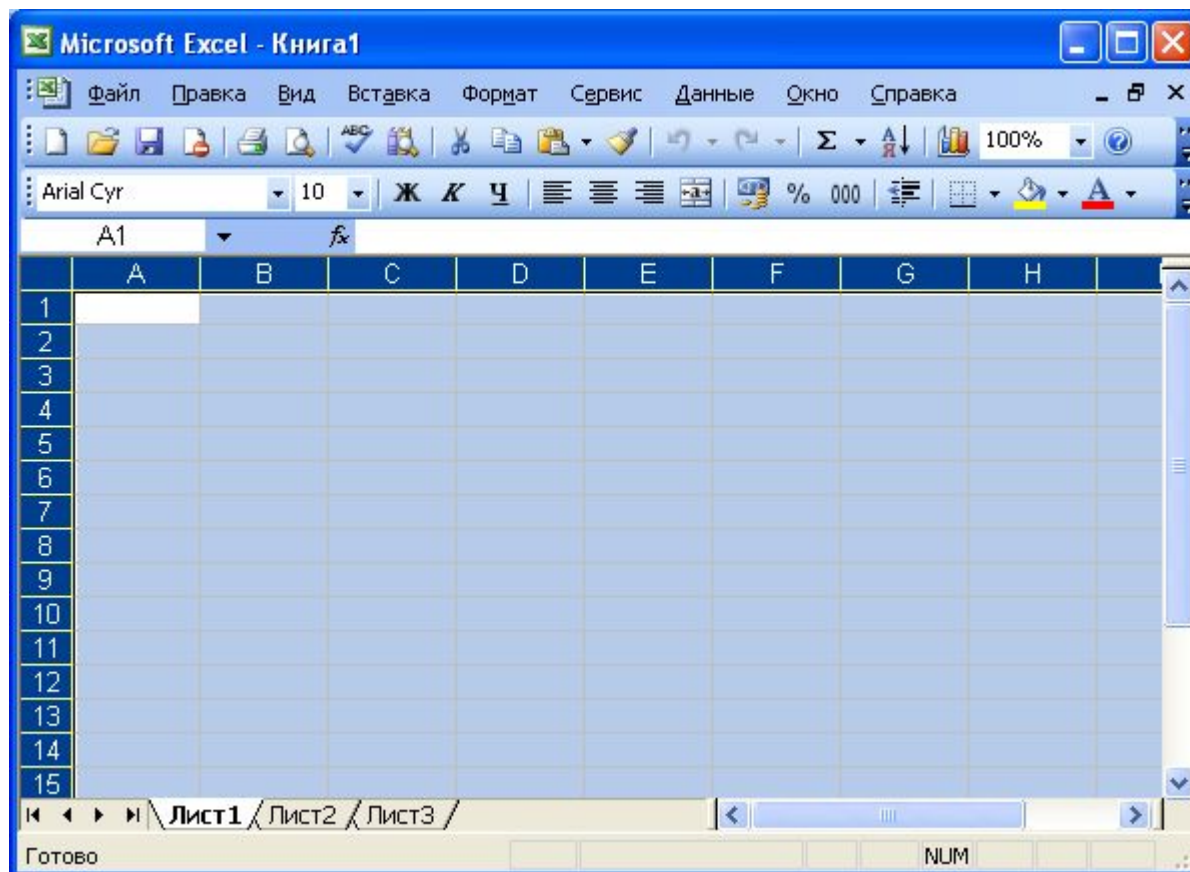 Microsoft Excel - Книга1
Файл Правка Вид Вставка Формат Сервис Данные Окно Справка
ABC Σ А Я 100% ?
Arial Cyr 10 Ж К Ч a % 000 A
A1 fx
A B C D E F G H
1
2
3
4
5
6
7
8
9
10
11
12
13
14
15
Лист1 Лист2 Лист3
Готово NUM